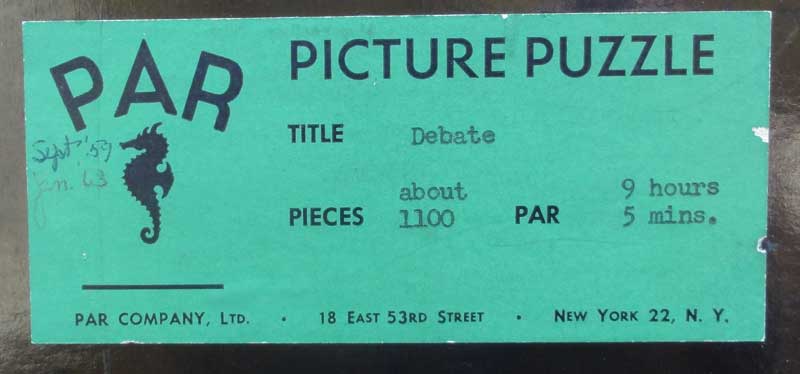 PAR
PICTURE PUZZLE
TITLE Debate
Sept '59
Jan. '63
PIECES about 1100 PAR 9 hours 5 mins.
PAR COMPANY, LTD. · 18 EAST 53RD STREET · NEW YORK 22, N. Y.